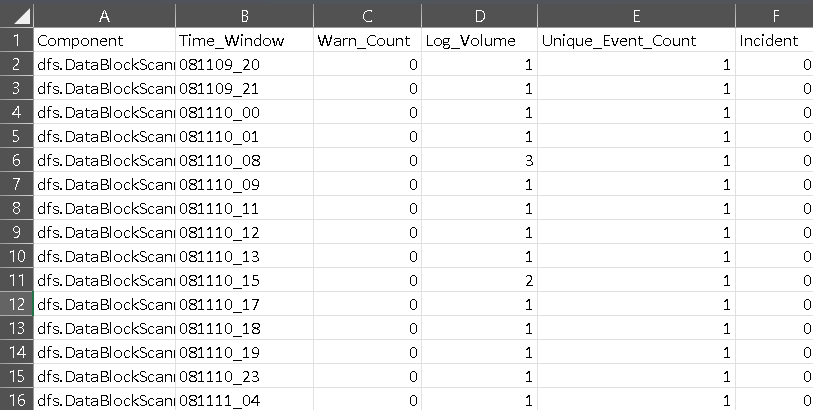 A B C D E F
1 Component Time_Window Warn_Count Log_Volume Unique_Event_Count Incident
2 dfs.DataBlockScan 081109_20 0 1 1 0
3 dfs.DataBlockScan 081109_21 0 1 1 0
4 dfs.DataBlockScan 081110_00 0 1 1 0
5 dfs.DataBlockScan 081110_01 0 1 1 0
6 dfs.DataBlockScan 081110_08 0 3 1 0
7 dfs.DataBlockScan 081110_09 0 1 1 0
8 dfs.DataBlockScan 081110_11 0 1 1 0
9 dfs.DataBlockScan 081110_12 0 1 1 0
10 dfs.DataBlockScan 081110_13 0 1 1 0
11 dfs.DataBlockScan 081110_15 0 2 1 0
12 dfs.DataBlockScan 081110_17 0 1 1 0
13 dfs.DataBlockScan 081110_18 0 1 1 0
14 dfs.DataBlockScan 081110_19 0 1 1 0
15 dfs.DataBlockScan 081110_23 0 1 1 0
16 dfs.DataBlockScan 081111_04 0 1 1 0